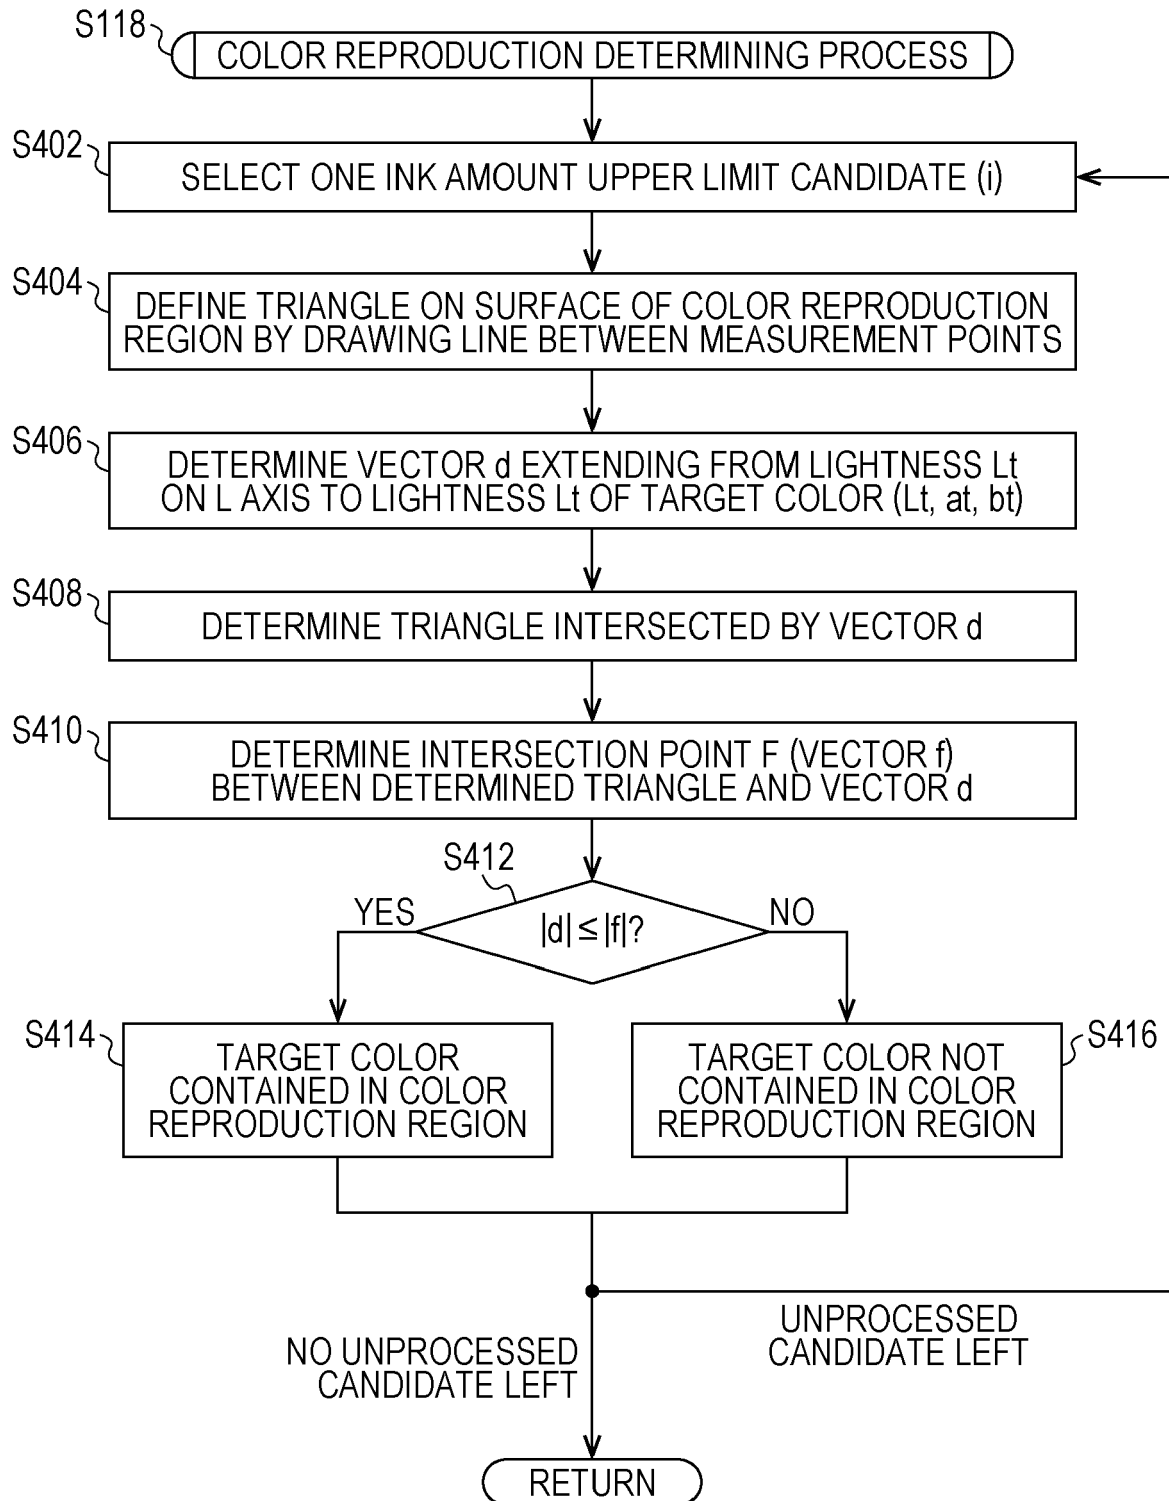 S118
COLOR REPRODUCTION DETERMINING PROCESS
S402
SELECT ONE INK AMOUNT UPPER LIMIT CANDIDATE (i)
S404
DEFINE TRIANGLE ON SURFACE OF COLOR REPRODUCTION
REGION BY DRAWING LINE BETWEEN MEASUREMENT POINTS
S406
DETERMINE VECTOR d EXTENDING FROM LIGHTNESS Lt
ON L AXIS TO LIGHTNESS Lt OF TARGET COLOR (Lt, at, bt)
S408
DETERMINE TRIANGLE INTERSECTED BY VECTOR d
S410
DETERMINE INTERSECTION POINT F (VECTOR f)
BETWEEN DETERMINED TRIANGLE AND VECTOR d
S412
|d| ≤ |f|?
YES
NO
S414
TARGET COLOR
CONTAINED IN COLOR
REPRODUCTION REGION
S416
TARGET COLOR NOT
CONTAINED IN COLOR
REPRODUCTION REGION
UNPROCESSED
CANDIDATE LEFT
NO UNPROCESSED
CANDIDATE LEFT
RETURN